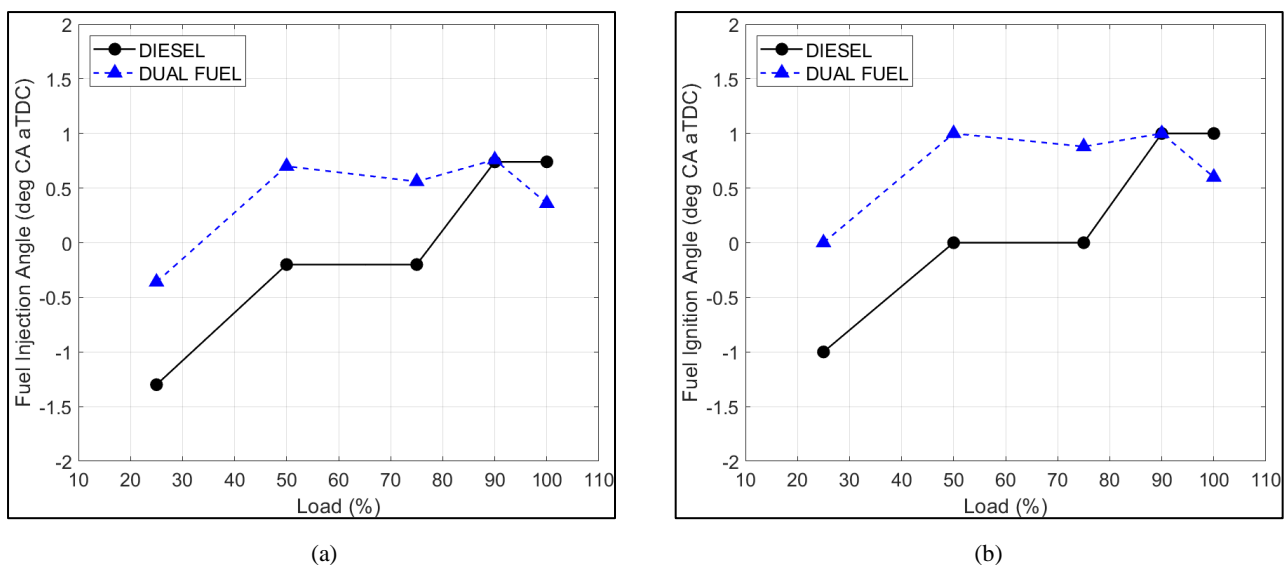 DIESEL
DUAL FUEL
Fuel Injection Angle (deg CA aTDC)
2
1.5
1
0.5
0
-0.5
-1
-1.5
-2
10 20 30 40 50 60 70 80 90 100 110
Load (%)
(a)
DIESEL
DUAL FUEL
Fuel Ignition Angle (deg CA aTDC)
2
1.5
1
0.5
0
-0.5
-1
-1.5
-2
10 20 30 40 50 60 70 80 90 100 110
Load (%)
(b)